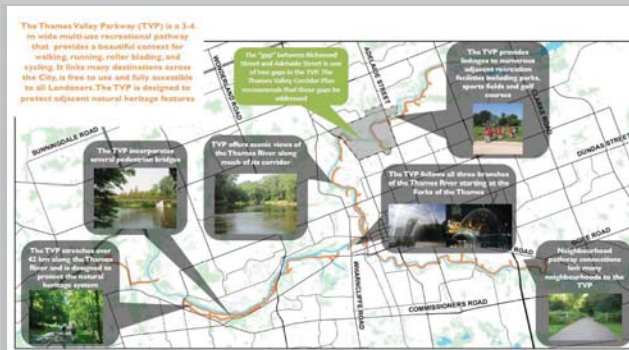 The Thames Valley Parkway (TVP) is a 3-4
m wide multi-use recreational pathway
that provides a beautiful context for
walking, running, roller blading, and
cycling. It links many destinations across
the City, is free to use and fully accessible
to all Londoners. The TVP is designed to
protect adjacent natural heritage features
The "gap" between Richmond
Street and Adelaide Street is one
of two gaps in the TVP. The
Thames Valley Corridor Plan
recommends that these gaps be
addressed
The TVP provides
linkages to numerous
adjacent recreation
facilities including parks,
sports fields and golf
courses
WONDERLAND ROAD
ADELAIDE STREET
CLARKE ROAD
DUNDAS STREET
SUNNINGDALE ROAD
The TVP incorporates
several pedestrian bridges
TVP offers scenic views of
the Thames River along
much of its corridor
The TVP follows all three branches
of the Thames River starting at the
Forks of the Thames
The TVP stretches over
42 km along the Thames
River and is designed to
protect the natural
heritage system
WHARNCLIFFE ROAD
COMMISSIONERS ROAD
ROAD
ROAD
Neighbourhood
pathway connections
link many
neighbourhoods to the
TVP